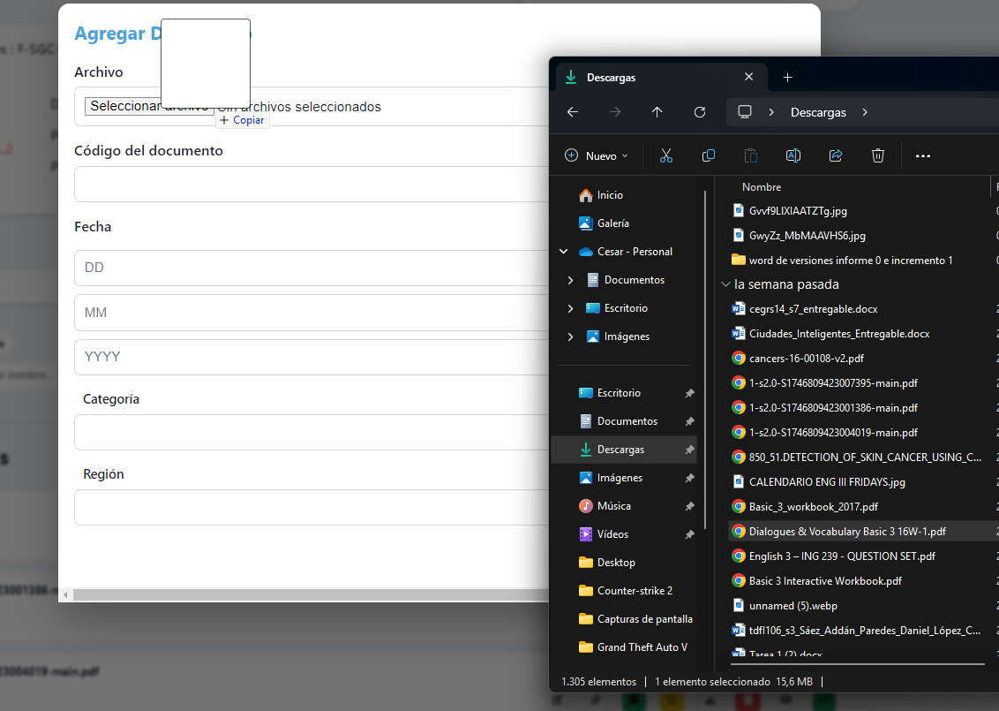 Agregar D
Archivo
Seleccionar archivo
Sin archivos seleccionados
+ Copiar
Código del documento
Fecha
DD
MM
YYYY
Categoría
Región
os : F-SGC-
nombre...
23001386-m
23004019-main.pdf
Descargas
Descargas
Nuevo
Inicio
Galería
Cesar - Personal
Documentos
Escritorio
Imágenes
Escritorio
Documentos
Descargas
Imágenes
Música
Vídeos
Desktop
Counter-strike 2
Capturas de pantalla
Grand Theft Auto V
Nombre
Gvvf9LIXIAATZTg.jpg
GwyZz_MbMAAVHS6.jpg
word de versiones informe 0 e incremento 1
la semana pasada
cegrs14_s7_entregable.docx
Ciudades_Inteligentes_Entregable.docx
cancers-16-00108-v2.pdf
1-s2.0-S1746809423007395-main.pdf
1-s2.0-S1746809423001386-main.pdf
1-s2.0-S1746809423004019-main.pdf
850_51.DETECTION_OF_SKIN_CANCER_USING_C...
CALENDARIO ENG III FRIDAYS.jpg
Basic_3_workbook_2017.pdf
Dialogues & Vocabulary Basic 3 16W-1.pdf
English 3 – ING 239 - QUESTION SET.pdf
Basic 3 Interactive Workbook.pdf
unnamed (5).webp
tdfl106_s3_Sáez_Addán_Paredes_Daniel_López_C...
Tarea 1 (2).docx
1.305 elementos
1 elemento seleccionado 15,6 MB